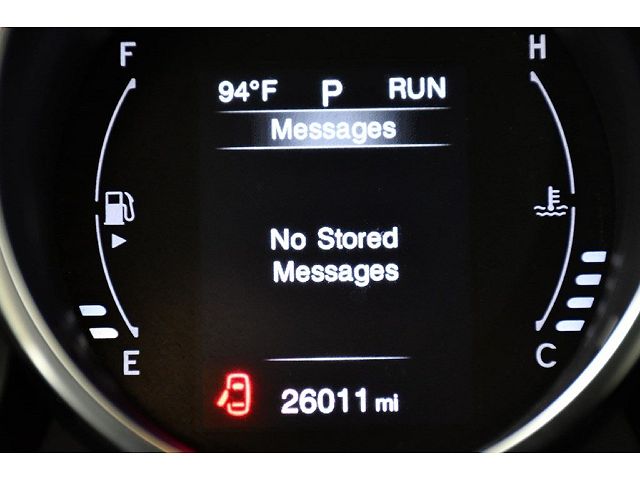 F
H
94°F P RUN
Messages
No Stored
Messages
E
C
26011 mi